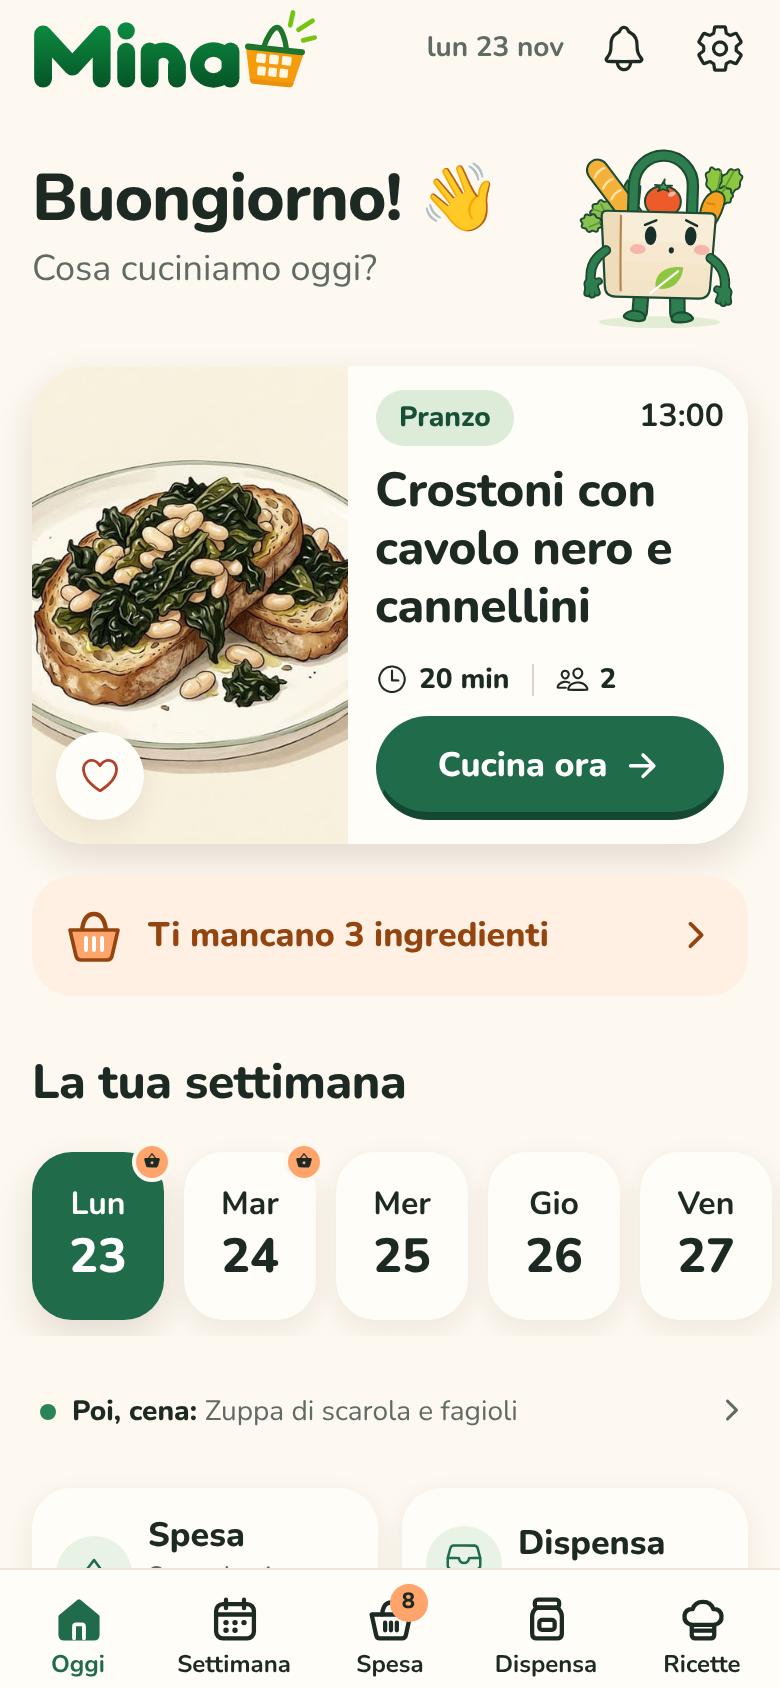 Mina
lun 23 nov
Buongiorno! 👋
Cosa cuciniamo oggi?
Pranzo
13:00
Crostoni con
cavolo nero e
cannellini
20 min
2
Cucina ora →
Ti mancano 3 ingredienti
La tua settimana
Lun
23
Mar
24
Mer
25
Gio
26
Ven
27
Poi, cena: Zuppa di scarola e fagioli
Spesa
Dispensa
8
Oggi
Settimana
Spesa
Dispensa
Ricette